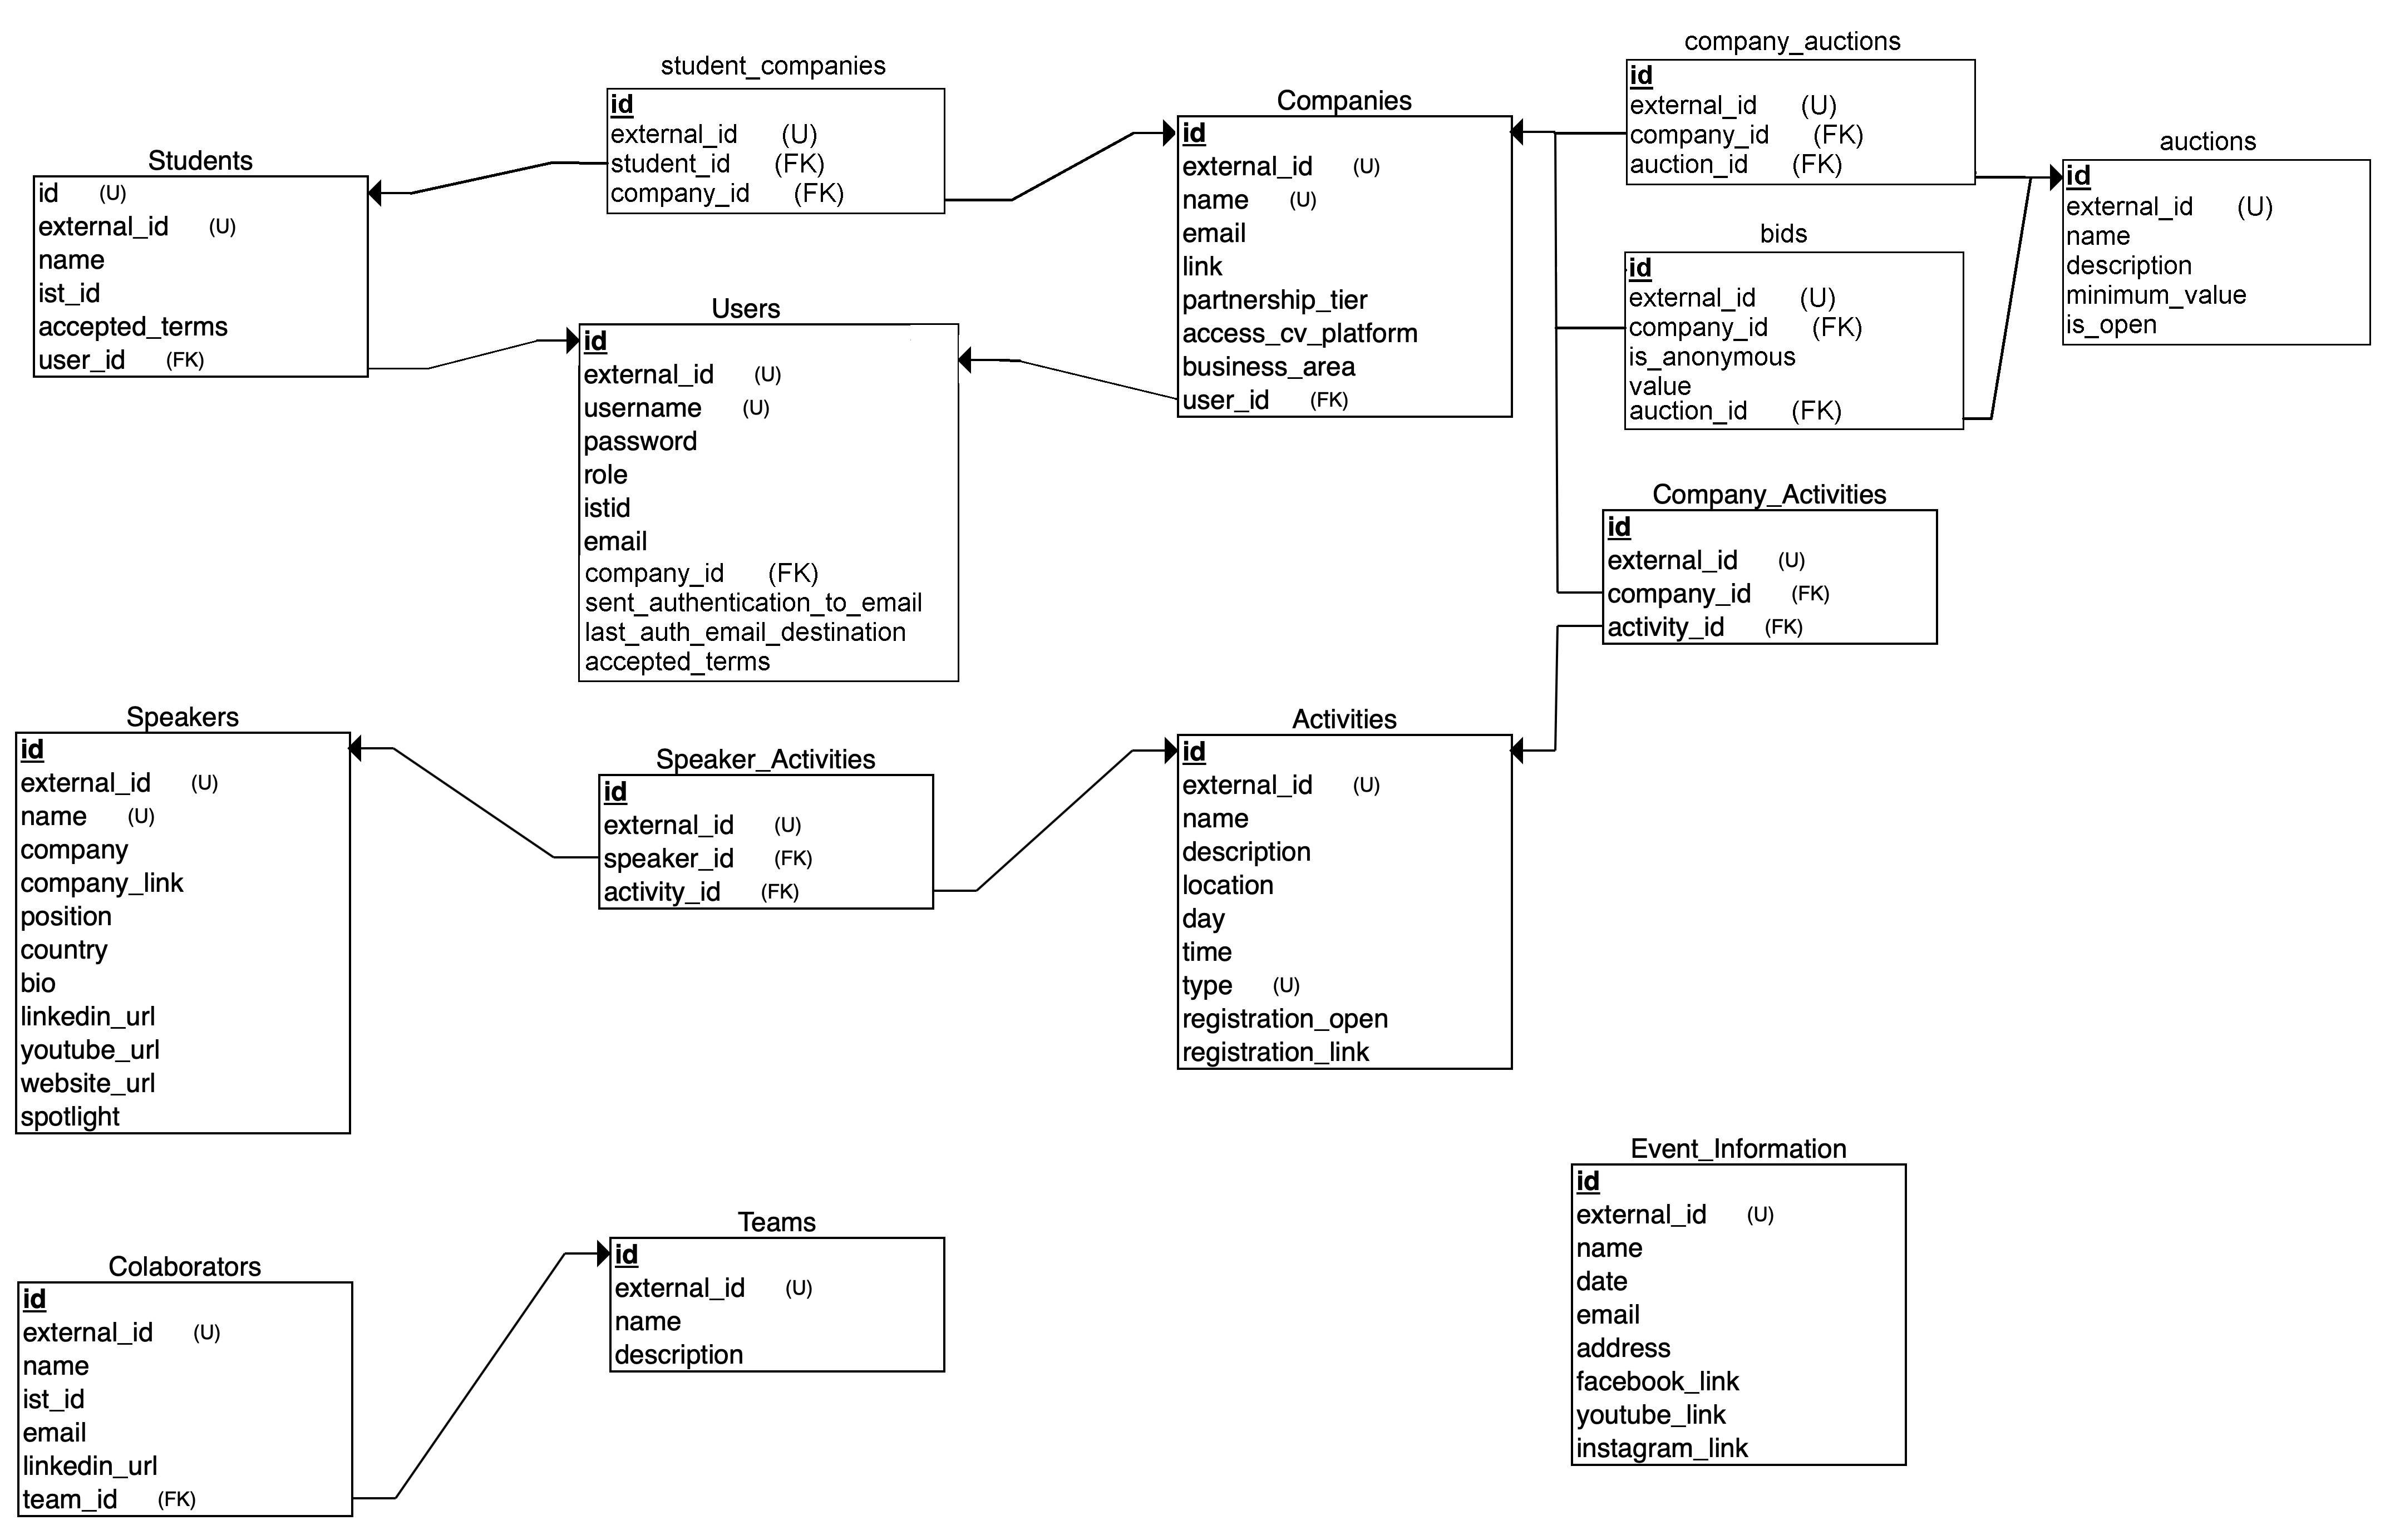 Students
id (U)
external_id (U)
name
ist_id
accepted_terms
user_id (FK)
student_companies
id
external_id (U)
student_id (FK)
company_id (FK)
Users
id
external_id (U)
username (U)
password
role
istid
email
company_id (FK)
sent_authentication_to_email
last_auth_email_destination
accepted_terms
Companies
id
external_id (U)
name (U)
email
link
partnership_tier
access_cv_platform
business_area
user_id (FK)
company_auctions
id
external_id (U)
company_id (FK)
auction_id (FK)
auctions
id
external_id (U)
name
description
minimum_value
is_open
bids
id
external_id (U)
company_id (FK)
is_anonymous
value
auction_id (FK)
Company_Activities
id
external_id (U)
company_id (FK)
activity_id (FK)
Speakers
id
external_id (U)
name (U)
company
company_link
position
country
bio
linkedin_url
youtube_url
website_url
spotlight
Speaker_Activities
id
external_id (U)
speaker_id (FK)
activity_id (FK)
Activities
id
external_id (U)
name
description
location
day
time
type (U)
registration_open
registration_link
Colaborators
id
external_id (U)
name
ist_id
email
linkedin_url
team_id (FK)
Teams
id
external_id (U)
name
description
Event_Information
id
external_id (U)
name
date
email
address
facebook_link
youtube_link
instagram_link